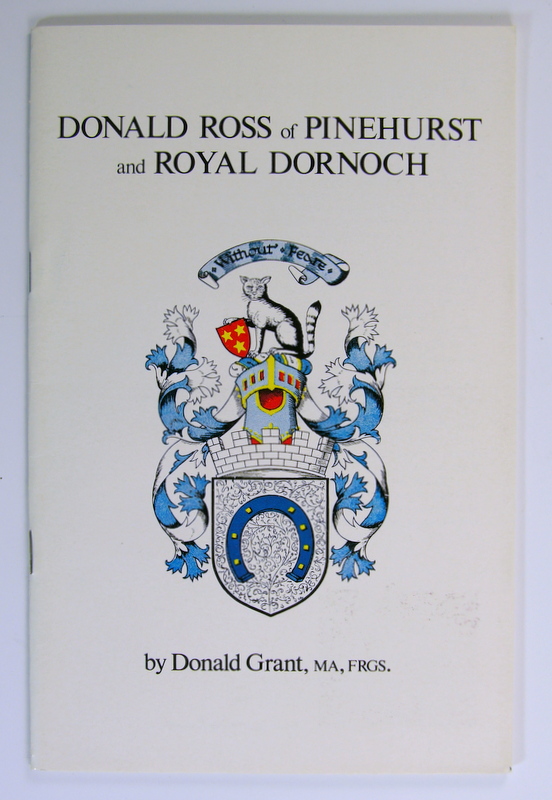 DONALD ROSS of PINEHURST
and ROYAL DORNOCH
Without Feare
by Donald Grant, MA, FRGS.